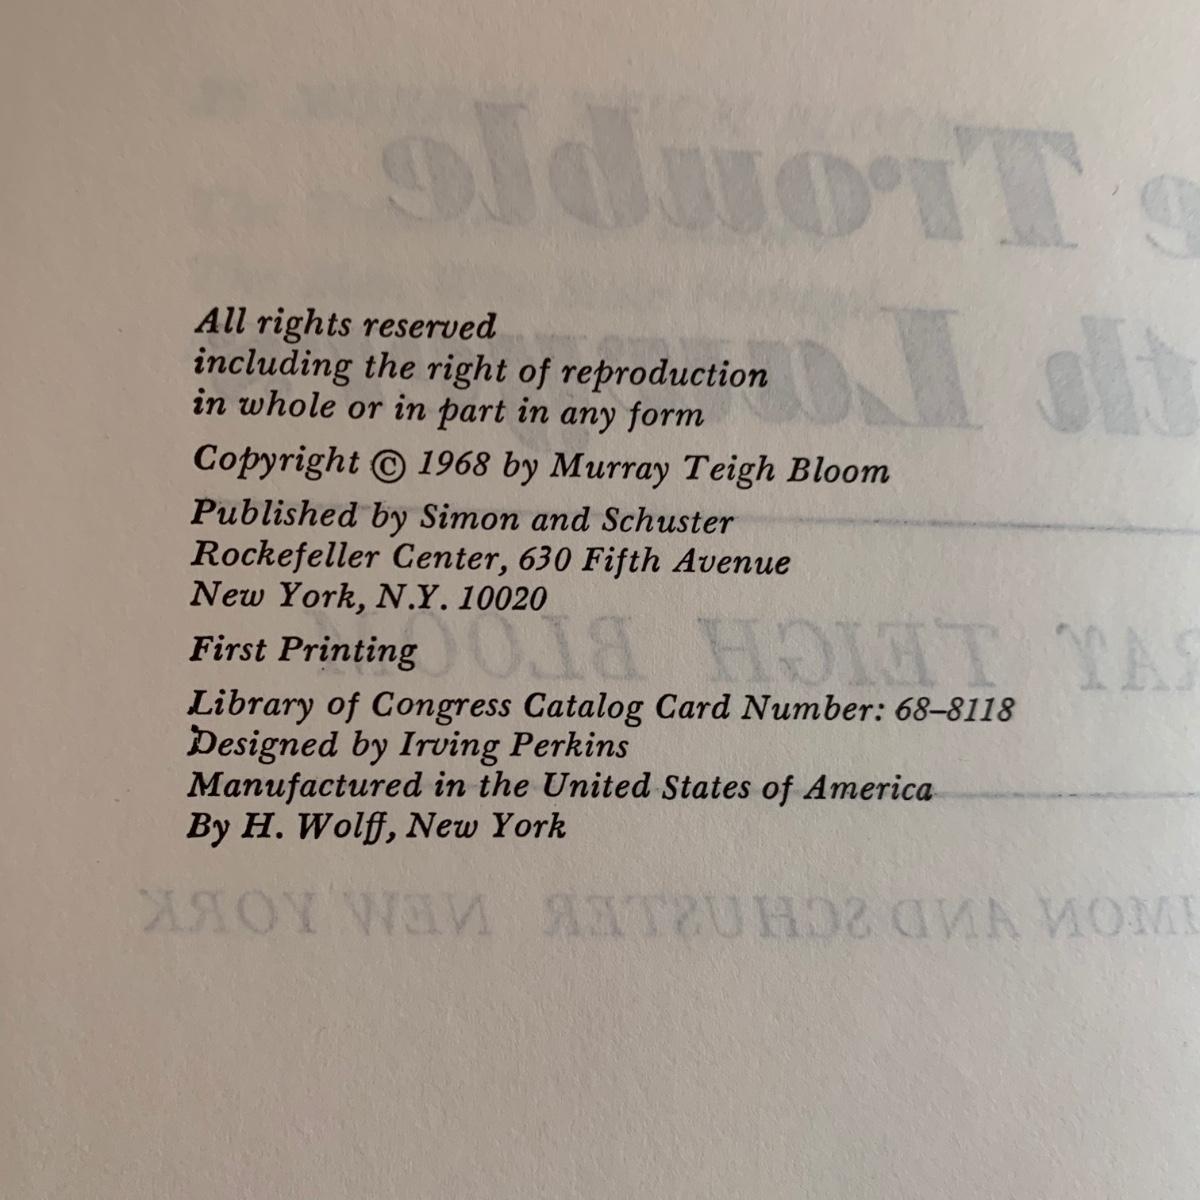 All rights reserved
including the right of reproduction
in whole or in part in any form
Copyright © 1968 by Murray Teigh Bloom
Published by Simon and Schuster
Rockefeller Center, 630 Fifth Avenue
New York, N.Y. 10020
First Printing
Library of Congress Catalog Card Number: 68–8118
Designed by Irving Perkins
Manufactured in the United States of America
By H. Wolff, New York